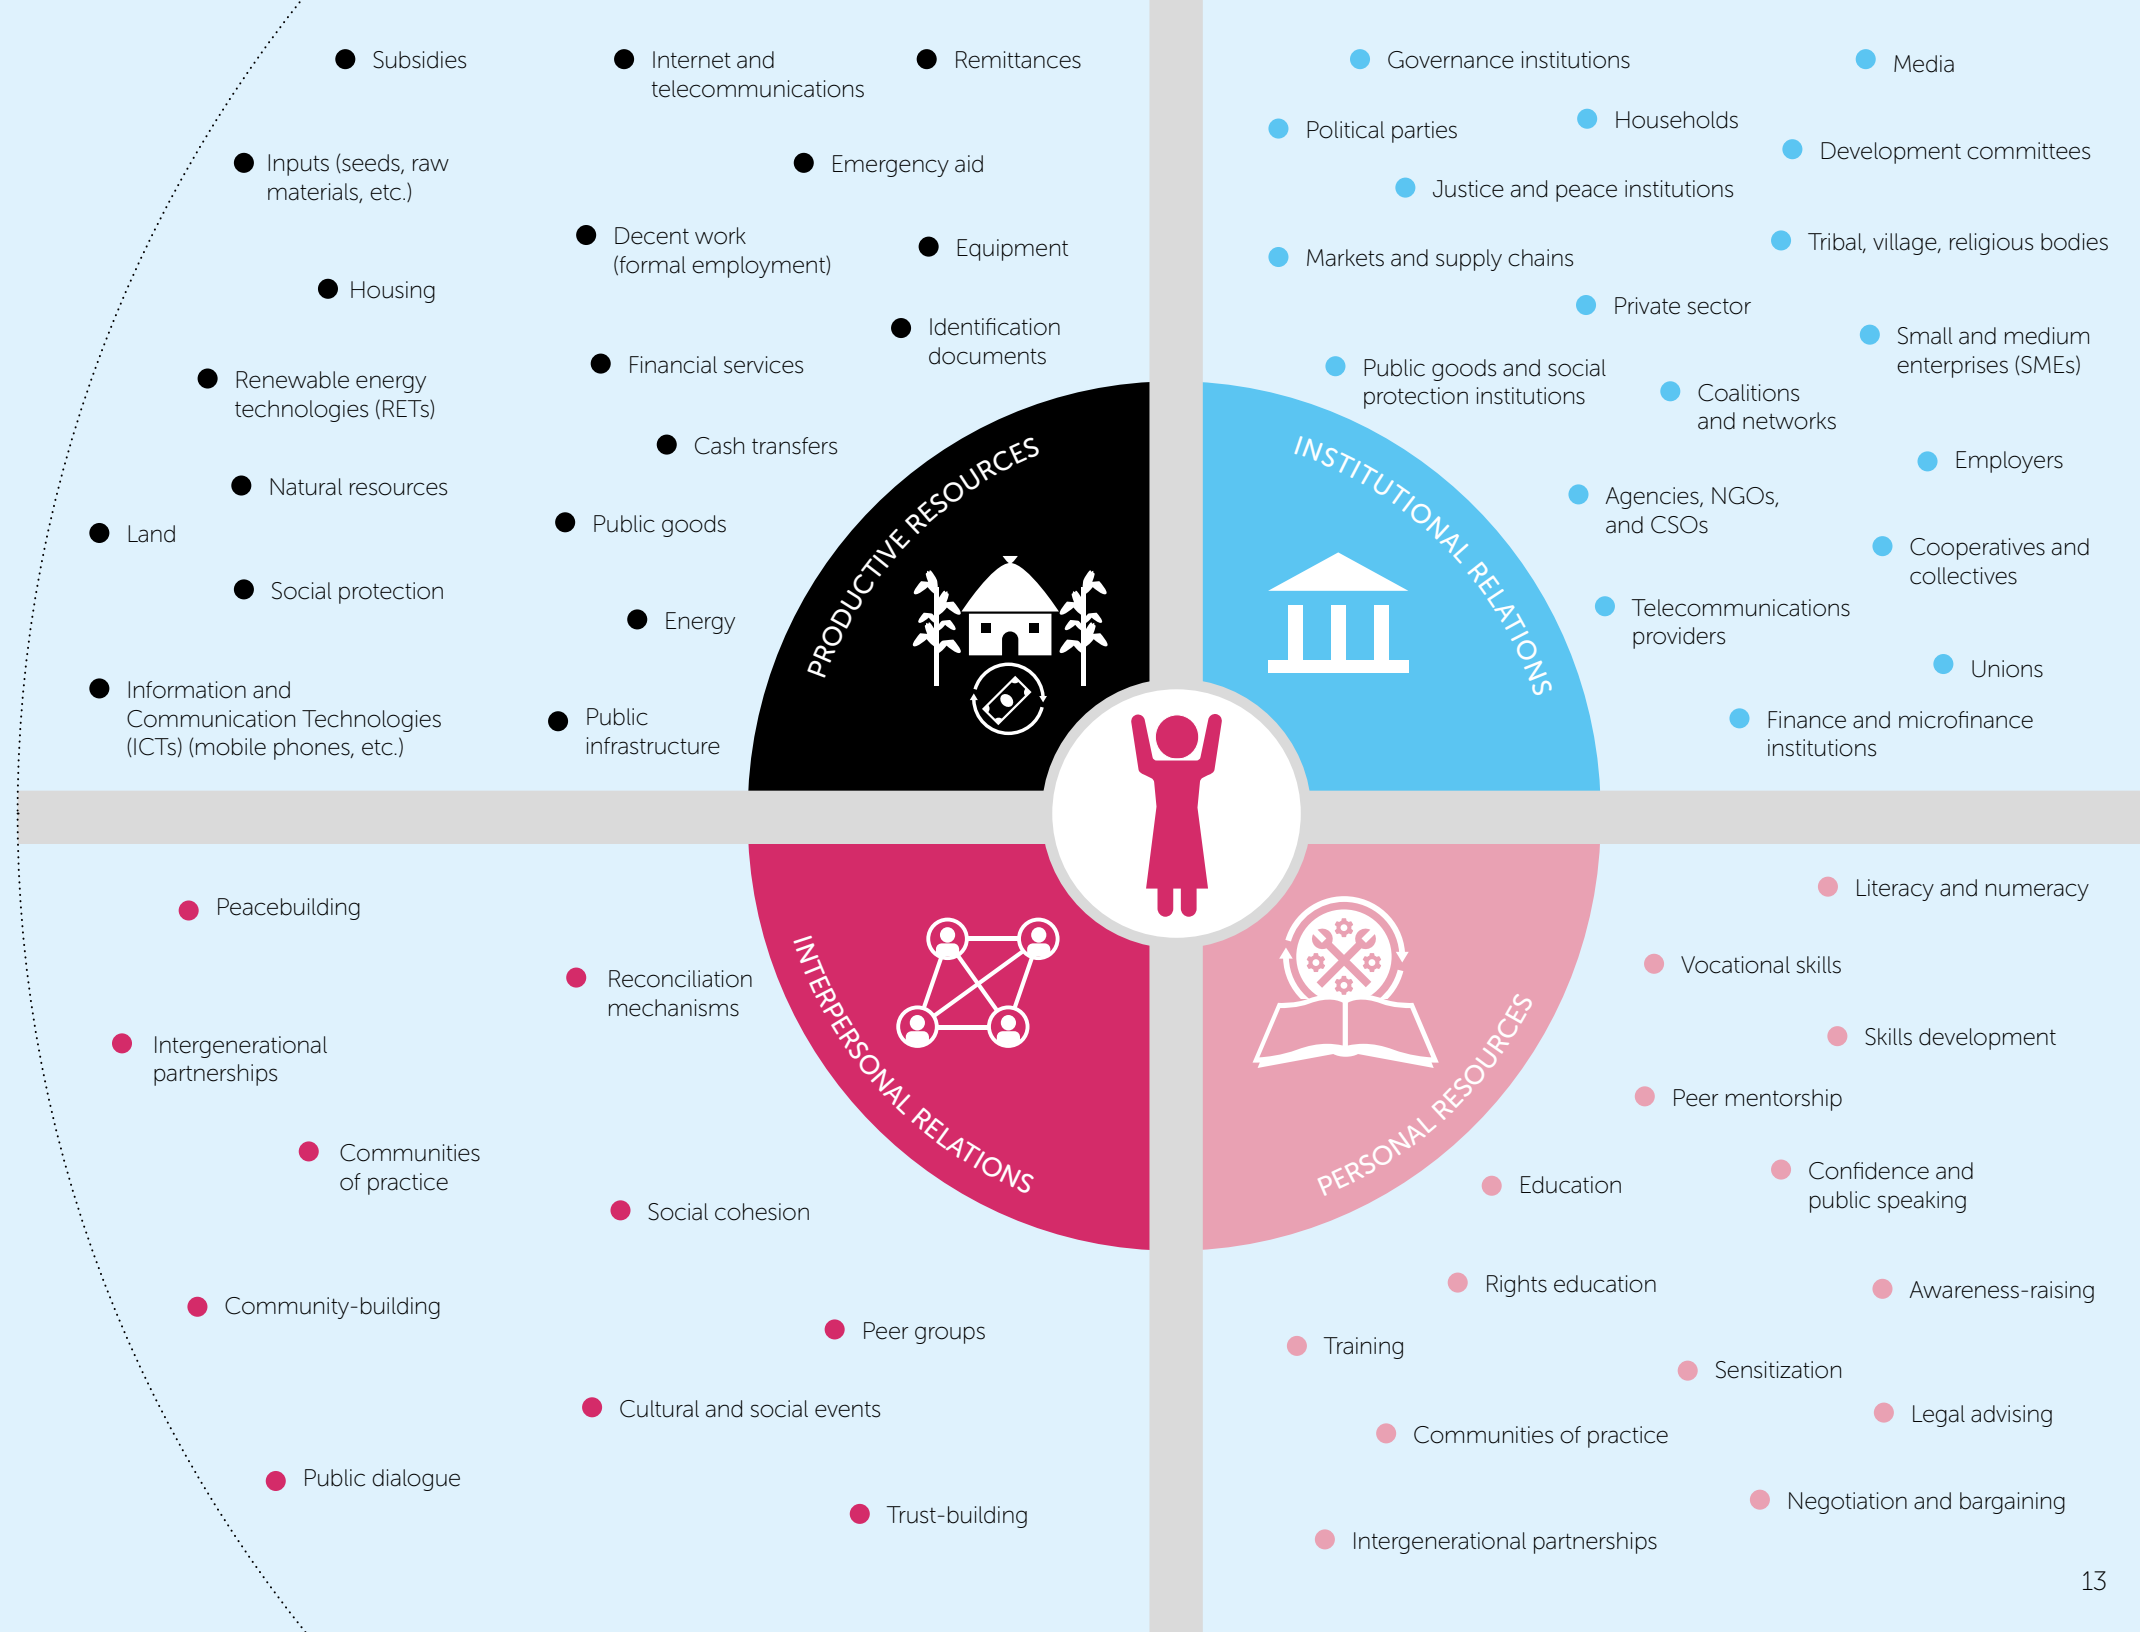 Subsidies
Internet and
telecommunications
Remittances
Inputs (seeds, raw
materials, etc.)
Emergency aid
Decent work
(formal employment)
Equipment
Housing
Identification
documents
Renewable energy
technologies (RETs)
Financial services
Cash transfers
Natural resources
Land
Public goods
Social protection
Energy
Information and
Communication Technologies
(ICTs) (mobile phones, etc.)
Public
infrastructure
PRODUCTIVE RESOURCES
Governance institutions
Media
Political parties
Households
Development committees
Justice and peace institutions
Markets and supply chains
Tribal, village, religious bodies
Private sector
Small and medium
enterprises (SMEs)
Public goods and social
protection institutions
Coalitions
and networks
Employers
Agencies, NGOs,
and CSOs
Cooperatives and
collectives
Telecommunications
providers
Unions
Finance and microfinance
institutions
INSTITUTIONAL RELATIONS
Peacebuilding
Reconciliation
mechanisms
Intergenerational
partnerships
Communities
of practice
Social cohesion
Community-building
Peer groups
Cultural and social events
Public dialogue
Trust-building
INTERPERSONAL RELATIONS
Literacy and numeracy
Vocational skills
Skills development
Peer mentorship
Confidence and
public speaking
Education
Rights education
Awareness-raising
Training
Sensitization
Legal advising
Communities of practice
Negotiation and bargaining
Intergenerational partnerships
PERSONAL RESOURCES
13